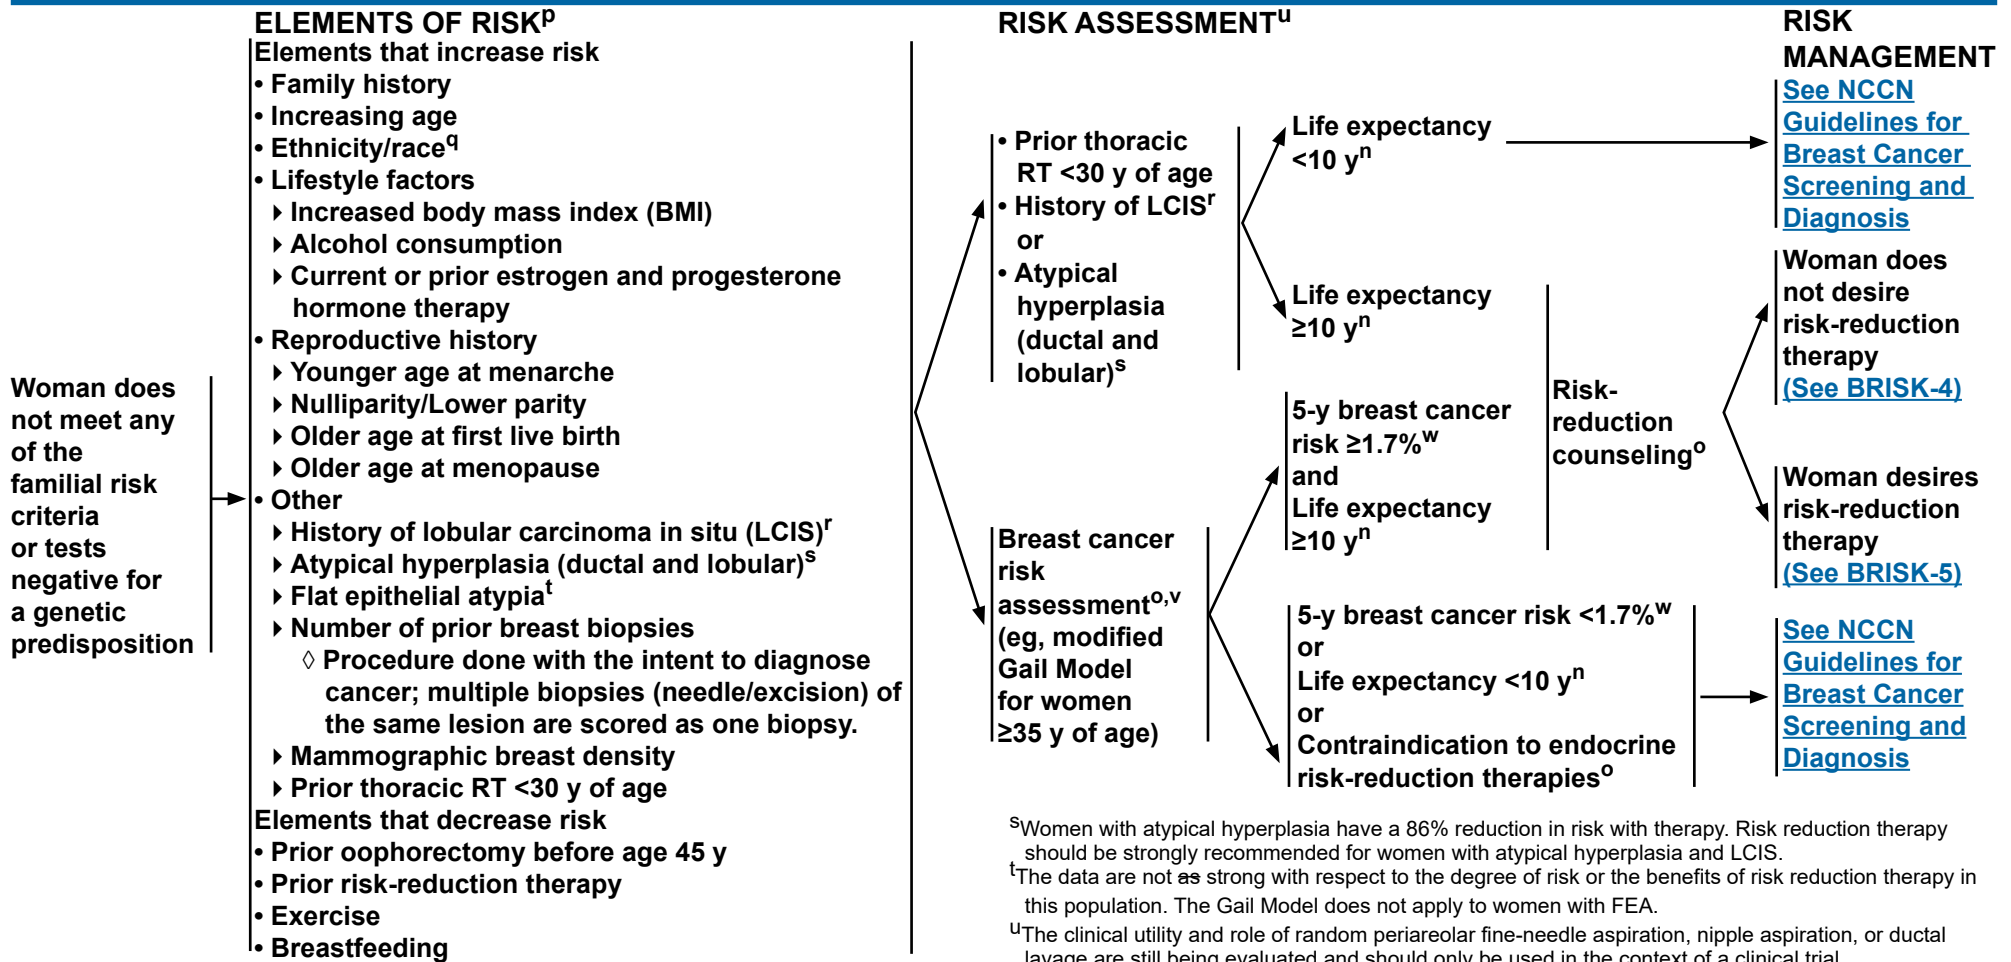 ELEMENTS OF RISKp
RISK ASSESSMENTu
RISK
MANAGEMENT
Woman does
not meet any
of the
familial risk
criteria
or tests
negative for
a genetic
predisposition
Elements that increase risk
• Family history
• Increasing age
• Ethnicity/raceq
• Lifestyle factors
Increased body mass index (BMI)
Alcohol consumption
Current or prior estrogen and progesterone
hormone therapy
• Reproductive history
Younger age at menarche
Nulliparity/Lower parity
Older age at first live birth
Older age at menopause
• Other
History of lobular carcinoma in situ (LCIS)r
Atypical hyperplasia (ductal and lobular)s
Flat epithelial atypiat
Number of prior breast biopsies
◊ Procedure done with the intent to diagnose
cancer; multiple biopsies (needle/excision) of
the same lesion are scored as one biopsy.
Mammographic breast density
Prior thoracic RT <30 y of age
Elements that decrease risk
• Prior oophorectomy before age 45 y
• Prior risk-reduction therapy
• Exercise
• Breastfeeding
• Prior thoracic
RT <30 y of age
• History of LCISr
or
• Atypical
hyperplasia
(ductal and
lobular)s
Life expectancy
<10 yn
Life expectancy
≥10 yn
Breast cancer
risk
assessmento,v
(eg, modified
Gail Model
for women
≥35 y of age)
5-y breast cancer
risk ≥1.7%w
and
Life expectancy
≥10 yn
5-y breast cancer risk <1.7%w
or
Life expectancy <10 yn
or
Contraindication to endocrine
risk-reduction therapieso
Risk-
reduction
counselingo
See NCCN
Guidelines for
Breast Cancer
Screening and
Diagnosis
Woman does
not desire
risk-reduction
therapy
(See BRISK-4)
Woman desires
risk-reduction
therapy
(See BRISK-5)
See NCCN
Guidelines for
Breast Cancer
Screening and
Diagnosis
sWomen with atypical hyperplasia have a 86% reduction in risk with therapy. Risk reduction therapy
should be strongly recommended for women with atypical hyperplasia and LCIS.
tThe data are not as strong with respect to the degree of risk or the benefits of risk reduction therapy in
this population. The Gail Model does not apply to women with FEA.
uThe clinical utility and role of random periareolar fine-needle aspiration, nipple aspiration, or ductal
lavage are still being evaluated and should only be used in the context of a clinical trial